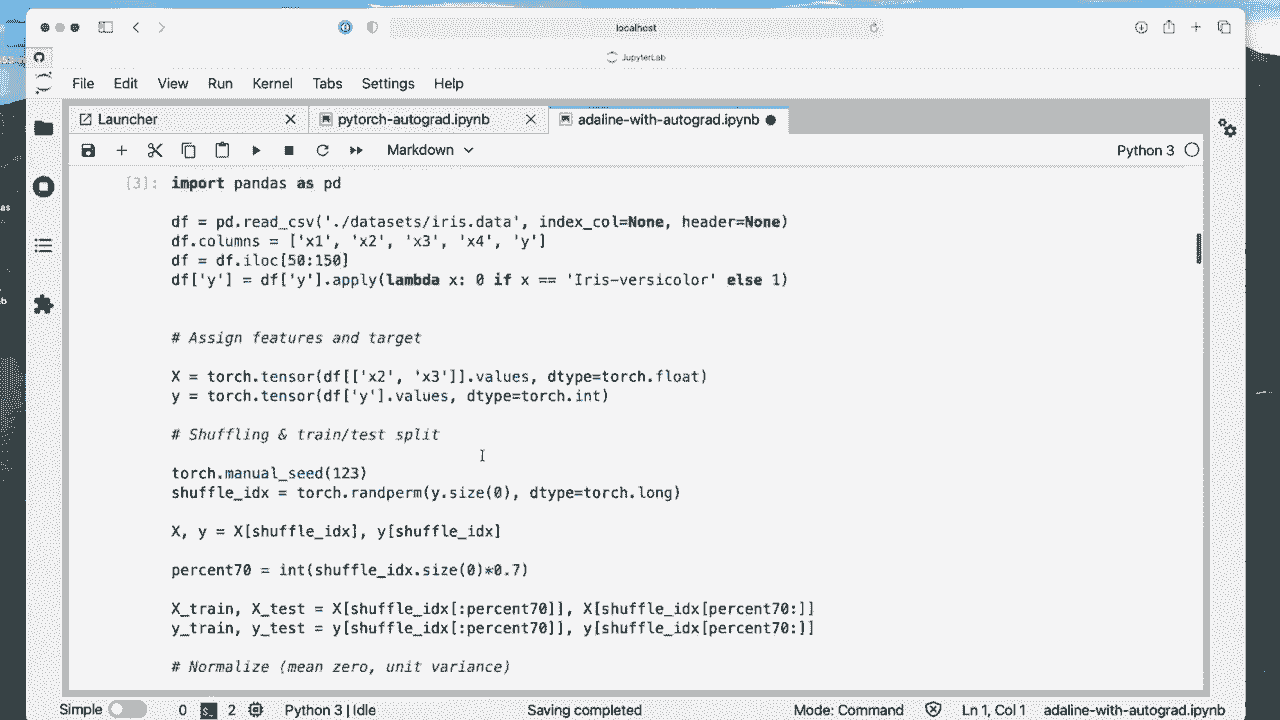 localhost
JupyterLab
File Edit View Run Kernel Tabs Settings Help
Launcher pytorch-autograd.ipynb adaline-with-autograd.ipynb
Markdown Python 3
[3]: import pandas as pd
df = pd.read_csv('./datasets/iris.data', index_col=None, header=None)
df.columns = ['x1', 'x2', 'x3', 'x4', 'y']
df = df.iloc[50:150]
df['y'] = df['y'].apply(lambda x: 0 if x == 'Iris-versicolor' else 1)
# Assign features and target
X = torch.tensor(df[['x2', 'x3']].values, dtype=torch.float)
y = torch.tensor(df['y'].values, dtype=torch.int)
# Shuffling & train/test split
torch.manual_seed(123)
shuffle_idx = torch.randperm(y.size(0), dtype=torch.long)
X, y = X[shuffle_idx], y[shuffle_idx]
percent70 = int(shuffle_idx.size(0)*0.7)
X_train, X_test = X[shuffle_idx[:percent70]], X[shuffle_idx[percent70:]]
y_train, y_test = y[shuffle_idx[:percent70]], y[shuffle_idx[percent70:]]
# Normalize (mean zero, unit variance)
Simple 0 2 Python 3 | Idle Saving completed Mode: Command Ln 1, Col 1 adaline-with-autograd.ipynb